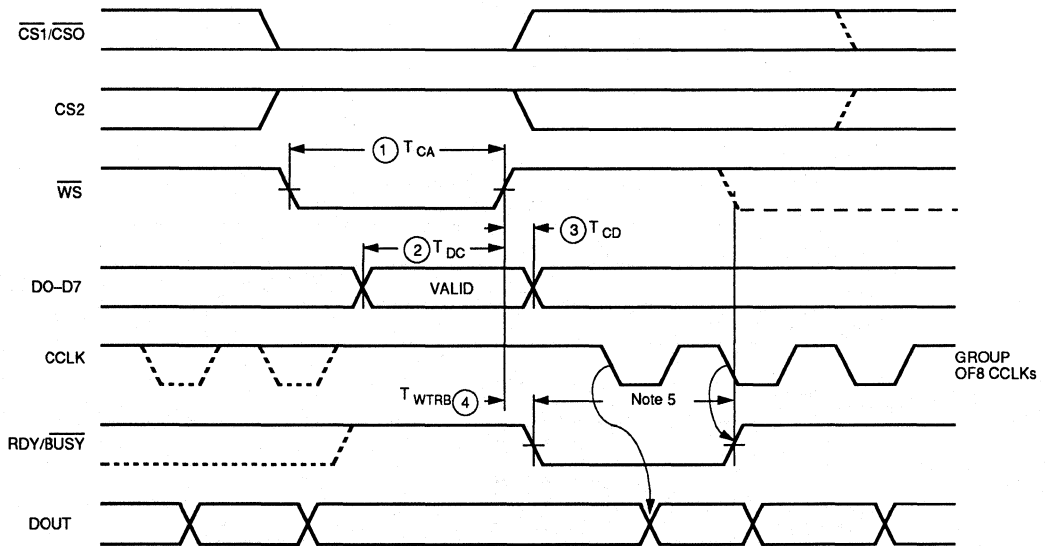 CS1/CSO
CS2
① T CA
WS
③ T CD
② T DC
DO–D7
VALID
CCLK
GROUP
OF8 CCLKs
T WTRB ④
Note 5
RDY/BUSY
DOUT